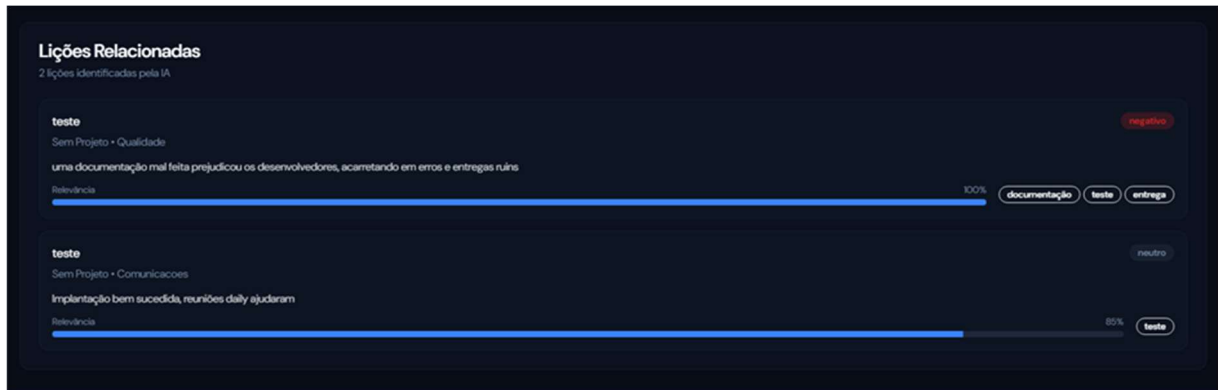 Lições Relacionadas
2 lições identificadas pela IA
teste
negativo
Sem Projeto • Qualidade
uma documentação mal feita prejudicou os desenvolvedores, acarretando em erros e entregas ruins
Relevância
100%
documentação teste entrega
teste
neutro
Sem Projeto • Comunicacoes
Implantação bem sucedida, reuniões daily ajudaram
Relevância
85%
teste